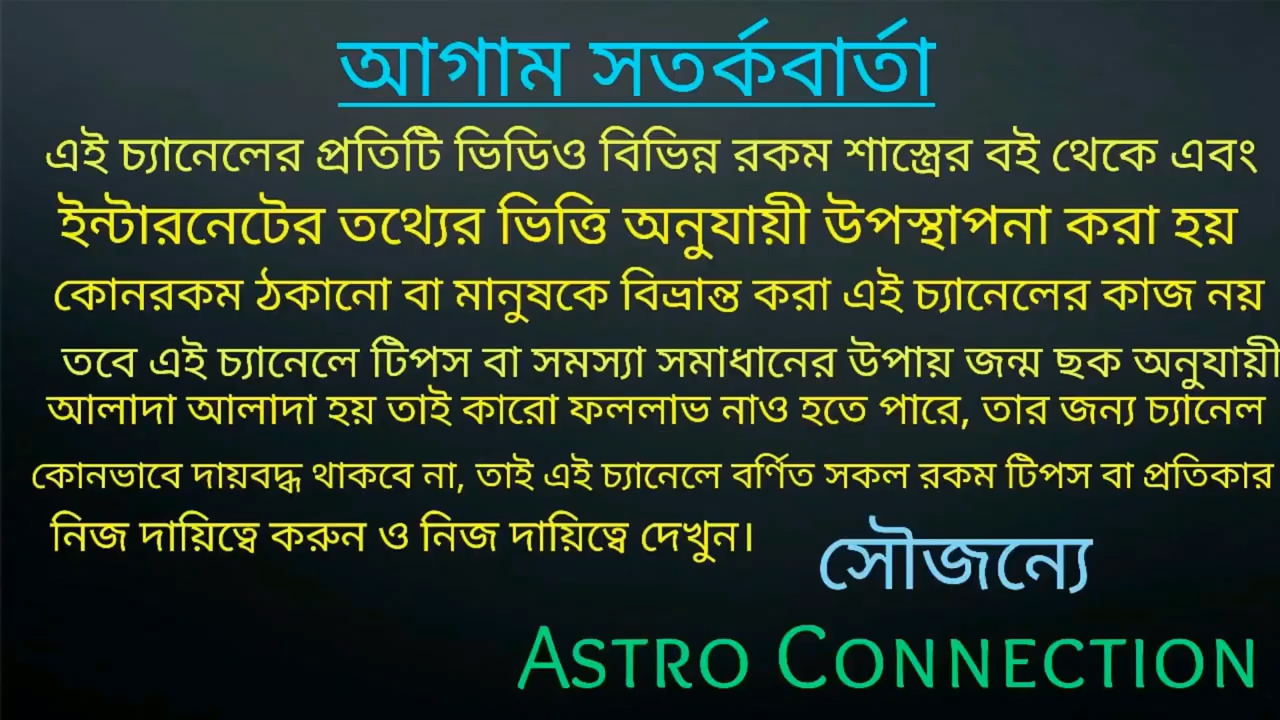 আগাম সতর্কবার্তা
এই চ্যানেলের প্রতিটি ভিডিও বিভিন্ন রকম শাস্ত্রের বই থেকে এবং
ইন্টারনেটের তথ্যের ভিত্তি অনুযায়ী উপস্থাপনা করা হয়
কোনরকম ঠকানো বা মানুষকে বিভ্রান্ত করা এই চ্যানেলের কাজ নয়
তবে এই চ্যানেলে টিপস বা সমস্যা সমাধানের উপায় জন্ম ছক অনুযায়ী
আলাদা আলাদা হয় তাই কারো ফললাভ নাও হতে পারে, তার জন্য চ্যানেল
কোনভাবে দায়বদ্ধ থাকবে না, তাই এই চ্যানেলে বর্ণিত সকল রকম টিপস বা প্রতিকার
নিজ দায়িত্বে করুন ও নিজ দায়িত্বে দেখুন।
সৌজন্যে
ASTRO CONNECTION